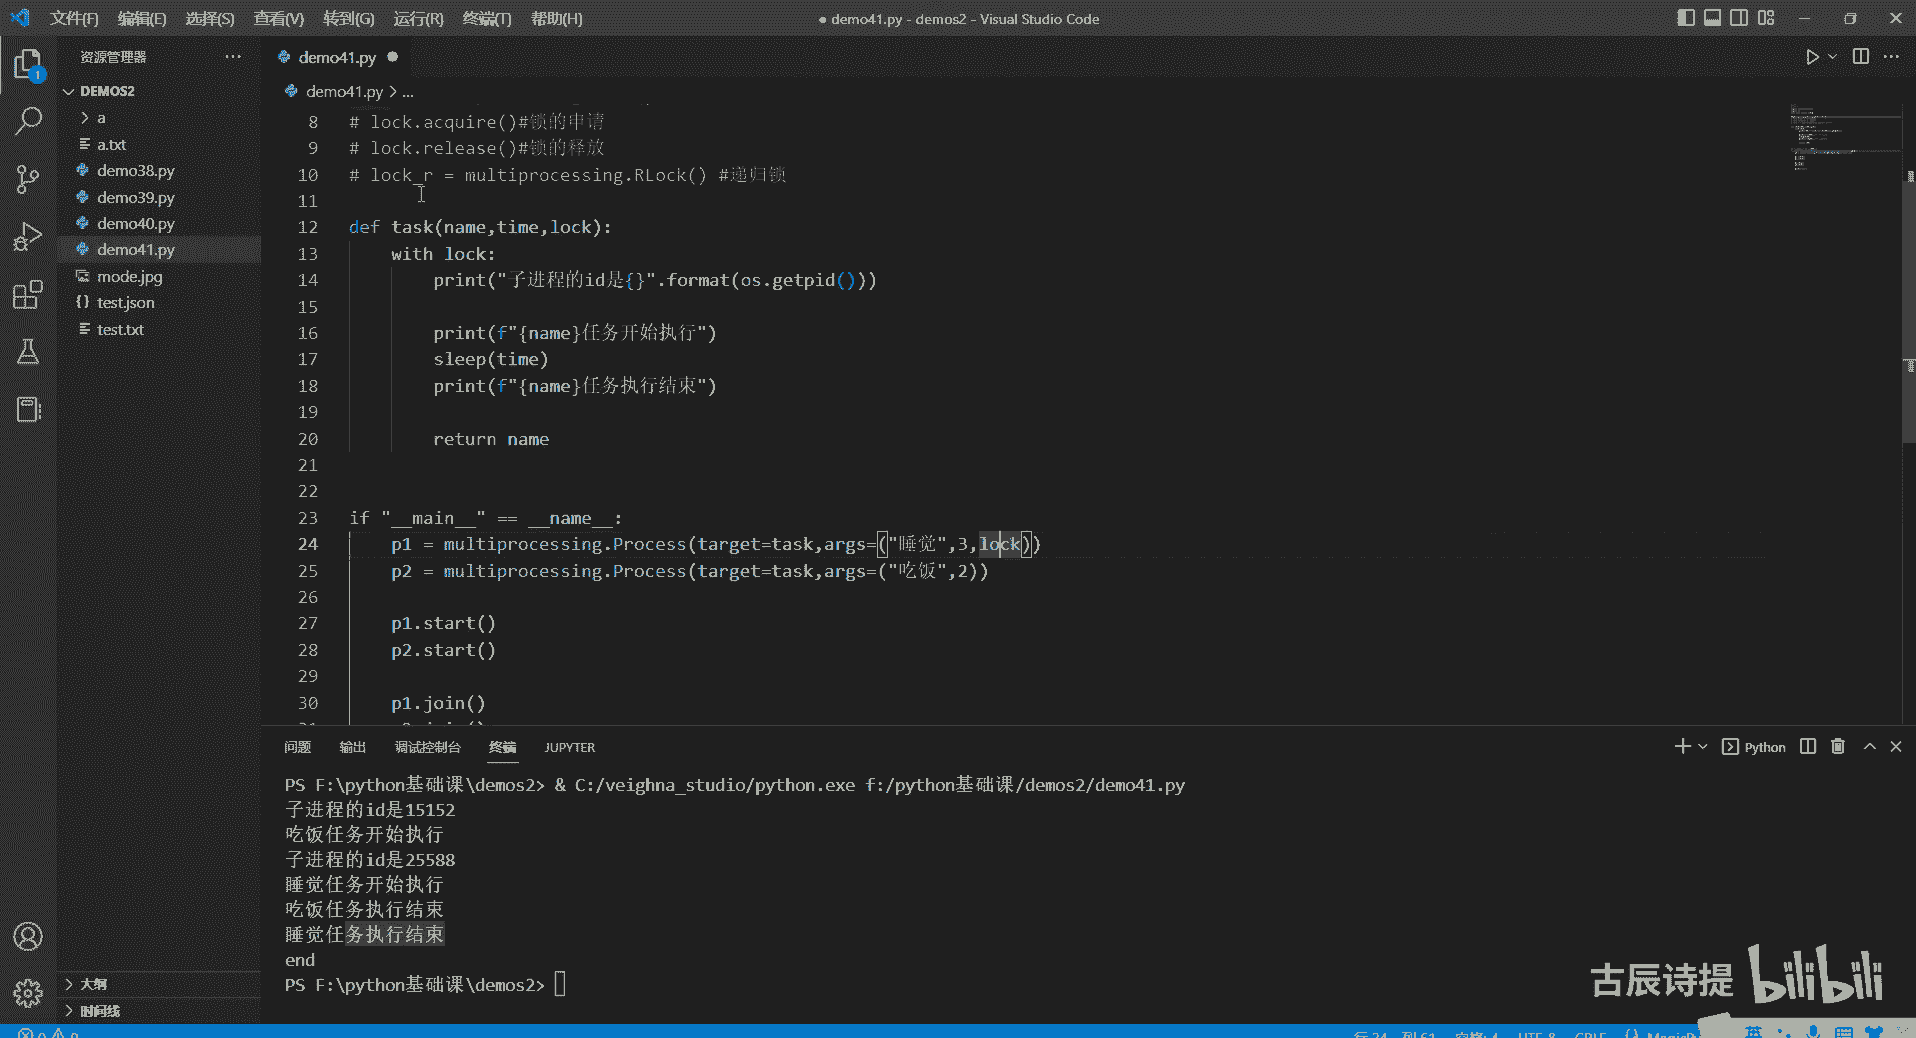 文件(F) 编辑(E) 选择(S) 查看(V) 转到(G) 运行(R) 终端(T) 帮助(H)
● demo41.py - demos2 - Visual Studio Code
资源管理器
DEMOS2
a
a.txt
demo38.py
demo39.py
demo40.py
demo41.py
mode.jpg
test.json
test.txt
大纲
时间线
1
demo41.py
demo41.py > ...
8 # lock.acquire()#锁的申请
9 # lock.release()#锁的释放
10 # lock_r = multiprocessing.RLock() #递归锁
11
12 def task(name,time,lock):
13 with lock:
14 print("子进程的id是{}".format(os.getpid()))
15
16 print(f"{name}任务开始执行")
17 sleep(time)
18 print(f"{name}任务执行结束")
19
20 return name
21
22
23 if "__main__" == __name__:
24 p1 = multiprocessing.Process(target=task,args=("睡觉",3,lock))
25 p2 = multiprocessing.Process(target=task,args=("吃饭",2))
26
27 p1.start()
28 p2.start()
29
30 p1.join()
问题 输出 调试控制台 终端 JUPYTER
Python
PS F:\python基础课\demos2> & C:/veighna_studio/python.exe f:/python基础课/demos2/demo41.py
子进程的id是15152
吃饭任务开始执行
子进程的id是25588
睡觉任务开始执行
吃饭任务执行结束
睡觉任务执行结束
end
PS F:\python基础课\demos2>
古辰诗提 bilibili
英